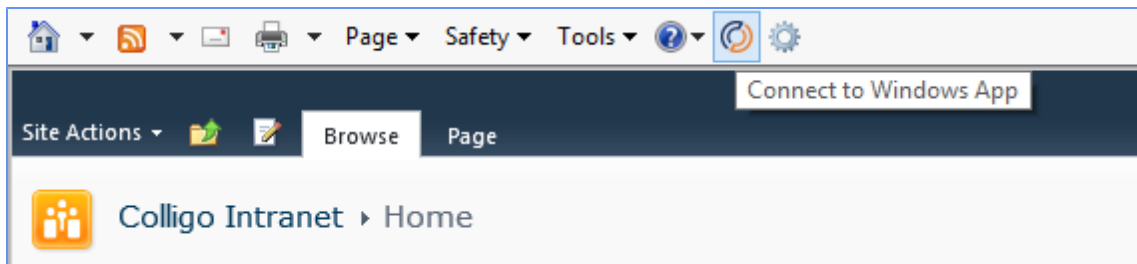 Page Safety Tools
Connect to Windows App
Site Actions Browse Page
Colligo Intranet Home